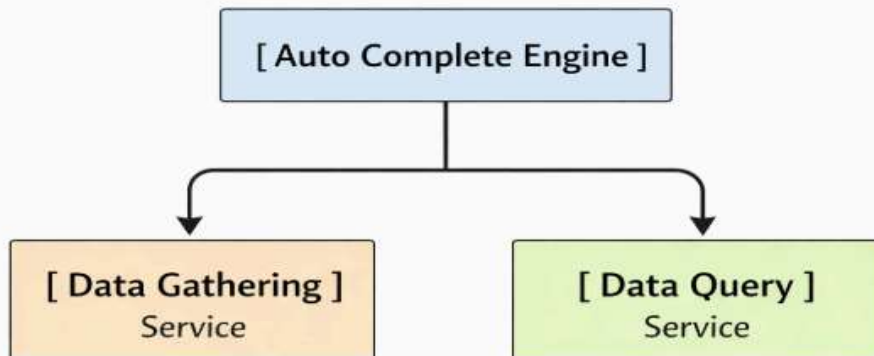 [ Auto Complete Engine ]
[ Data Gathering ]
Service
[ Data Query ]
Service